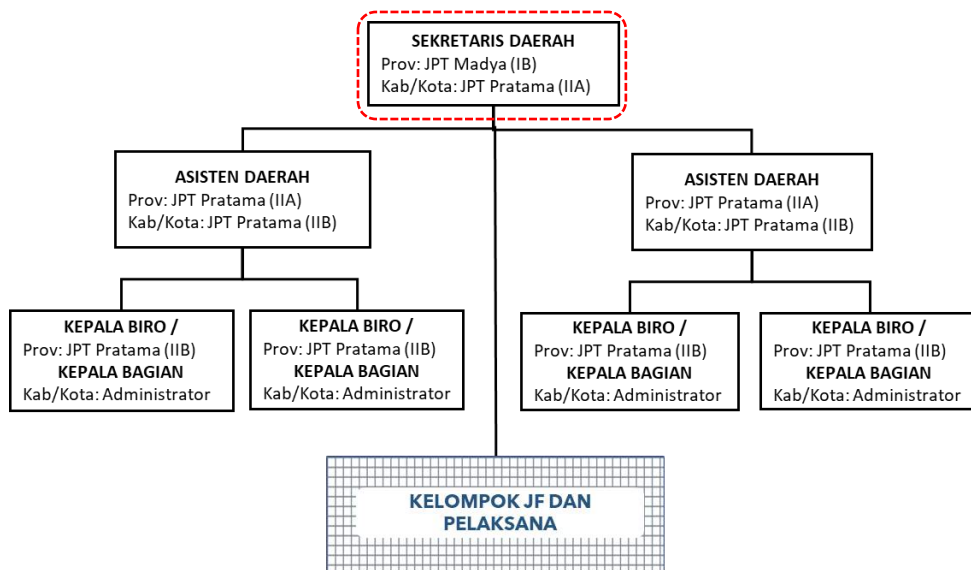 SEKRETARIS DAERAH
Prov: JPT Madya (IB)
Kab/Kota: JPT Pratama (IIA)
ASISTEN DAERAH
Prov: JPT Pratama (IIA)
Kab/Kota: JPT Pratama (IIB)
ASISTEN DAERAH
Prov: JPT Pratama (IIA)
Kab/Kota: JPT Pratama (IIB)
KEPALA BIRO /
Prov: JPT Pratama (IIB)
KEPALA BAGIAN
Kab/Kota: Administrator
KEPALA BIRO /
Prov: JPT Pratama (IIB)
KEPALA BAGIAN
Kab/Kota: Administrator
KEPALA BIRO /
Prov: JPT Pratama (IIB)
KEPALA BAGIAN
Kab/Kota: Administrator
KEPALA BIRO /
Prov: JPT Pratama (IIB)
KEPALA BAGIAN
Kab/Kota: Administrator
KELOMPOK JF DAN
PELAKSANA